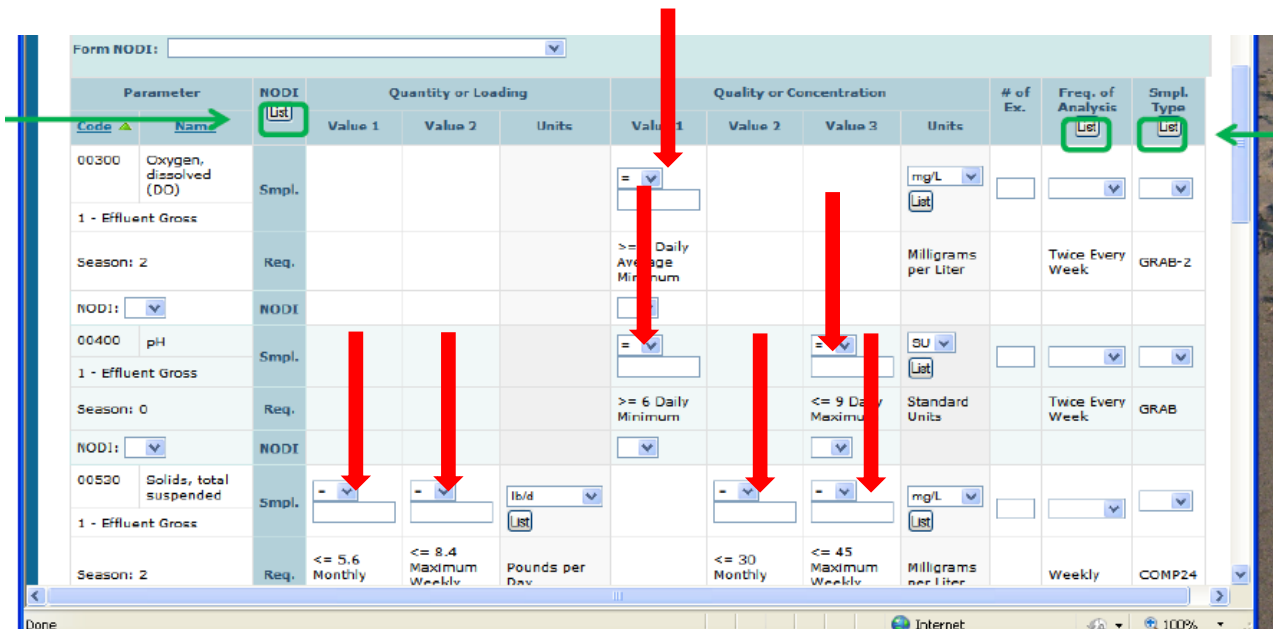 Form NODI:
Parameter NODI Quantity or Loading Quality or Concentration # of Ex. Freq. of Analysis Smpl. Type
List List List
Code Name Value 1 Value 2 Units Value 1 Value 2 Value 3 Units
00300 Oxygen, dissolved (DO) Smpl. = mg/L List
1 - Effluent Gross
Season: 2 Req. >= Daily Average Minimum Milligrams per Liter Twice Every Week GRAB-2
NODI: NODI
00400 pH Smpl. = = SU List
1 - Effluent Gross
Season: 0 Req. >= 6 Daily Minimum <= 9 Daily Maximum Standard Units Twice Every Week GRAB
NODI: NODI
00530 Solids, total suspended Smpl. = = lb/d List = = mg/L List
1 - Effluent Gross
Season: 2 Req. <= 5.6 Monthly <= 8.4 Maximum Weekly Pounds per Day <= 30 Monthly <= 45 Maximum Weekly Milligrams per Liter Weekly COMP24
Done Internet 100%